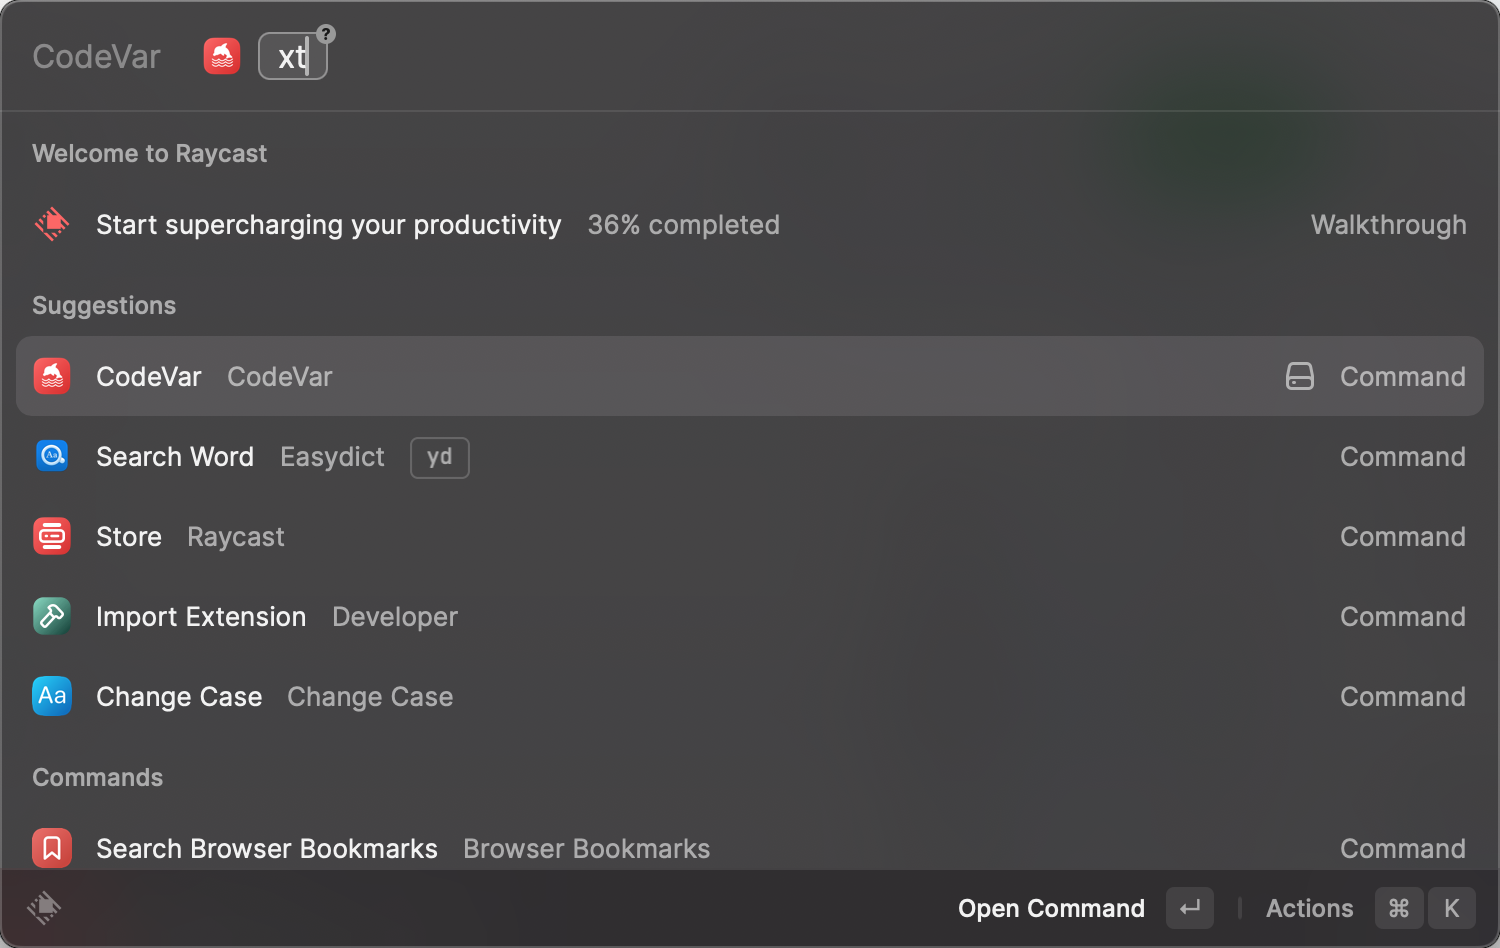 CodeVar xt ?
Welcome to Raycast
Start supercharging your productivity 36% completed Walkthrough
Suggestions
CodeVar CodeVar Command
Aa Search Word Easydict yd Command
Store Raycast Command
Import Extension Developer Command
Aa Change Case Change Case Command
Commands
Search Browser Bookmarks Browser Bookmarks Command
Open Command ↵ Actions ⌘ K